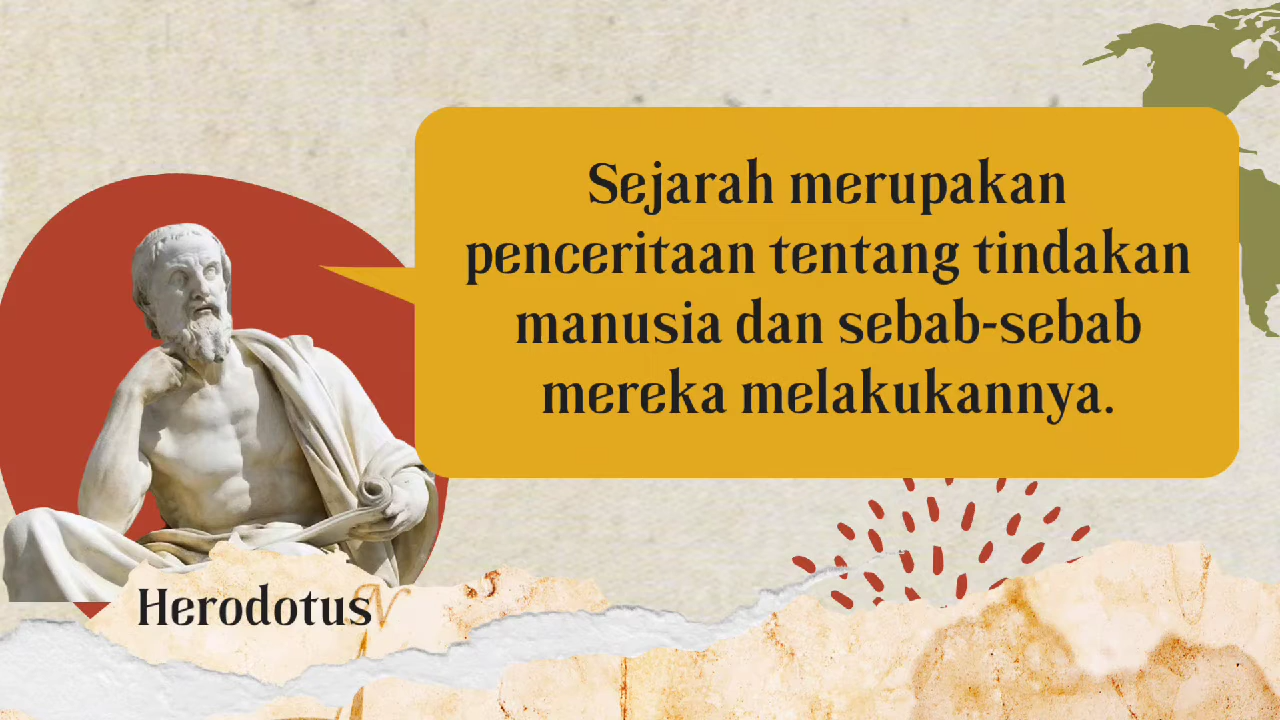 Sejarah merupakan
penceritaan tentang tindakan
manusia dan sebab-sebab
mereka melakukannya.
Herodotus